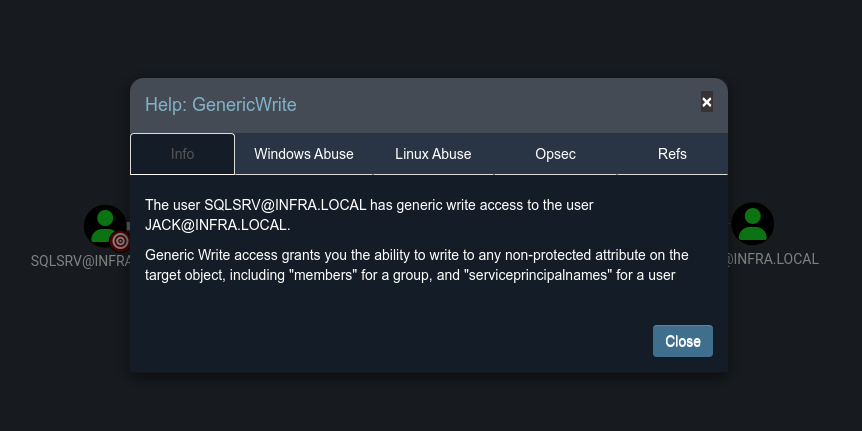 Help: GenericWrite
×
Info Windows Abuse Linux Abuse Opsec Refs
The user SQLSRV@INFRA.LOCAL has generic write access to the user
JACK@INFRA.LOCAL.
Generic Write access grants you the ability to write to any non-protected attribute on the
target object, including "members" for a group, and "serviceprincipalnames" for a user
SQLSRV@INFRA
@INFRA.LOCAL
Close